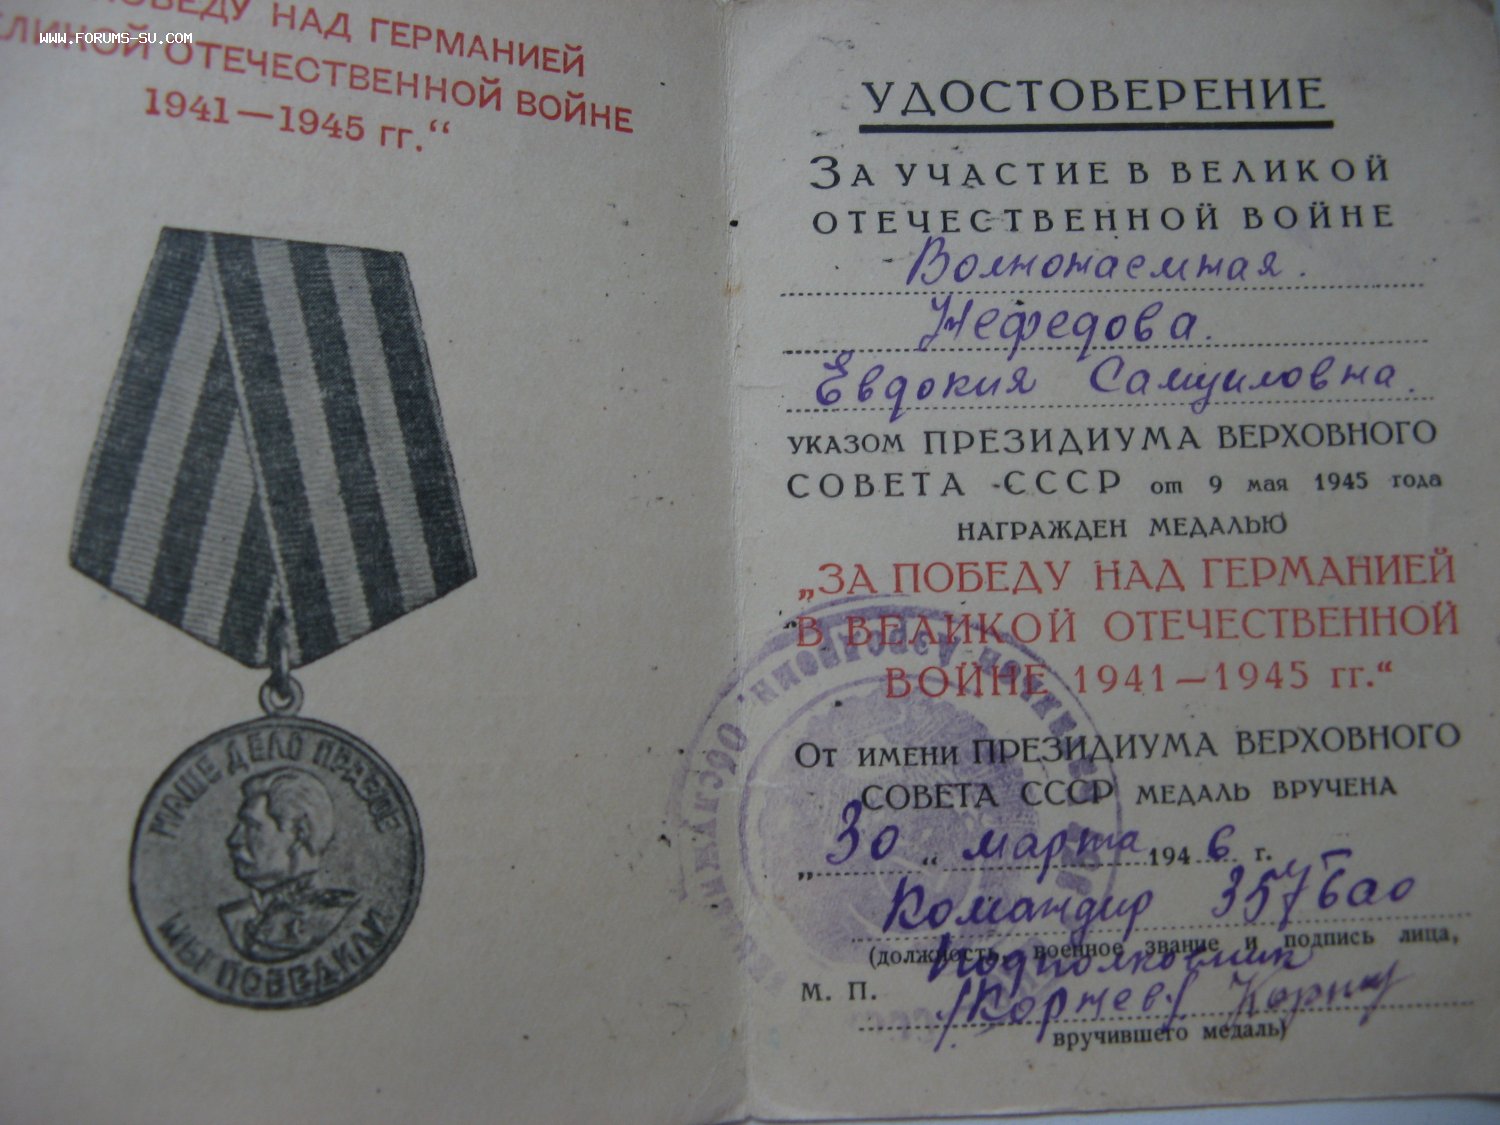 WWW.FORUMS-SU.COM
ПОБЕДУ НАД ГЕРМАНИЕЙ
ЕЛИКОЙ ОТЕЧЕСТВЕННОЙ ВОЙНЕ
1941—1945 гг.“
НАШЕ ДЕЛО ПРАВОЕ
МЫ ПОБЕДИЛИ
УДОСТОВЕРЕНИЕ
ЗА УЧАСТИЕ В ВЕЛИКОЙ
ОТЕЧЕСТВЕННОЙ ВОЙНЕ
Вольнонаемная.
Нефедова.
Евдокия Самуиловна.
УКАЗОМ ПРЕЗИДИУМА ВЕРХОВНОГО
СОВЕТА СССР от 9 мая 1945 года
НАГРАЖДЕН МЕДАЛЬЮ
„ЗА ПОБЕДУ НАД ГЕРМАНИЕЙ
В ВЕЛИКОЙ ОТЕЧЕСТВЕННОЙ
ВОЙНЕ 1941—1945 гг.“
ОТ ИМЕНИ ПРЕЗИДИУМА ВЕРХОВНОГО
СОВЕТА СССР МЕДАЛЬ ВРУЧЕНА
„30“ марта 1946 г.
Командир 357 бао
(должность, военное звание и подпись лица,
Подполковник
М. П.
/Коржев/
вручившего медаль)